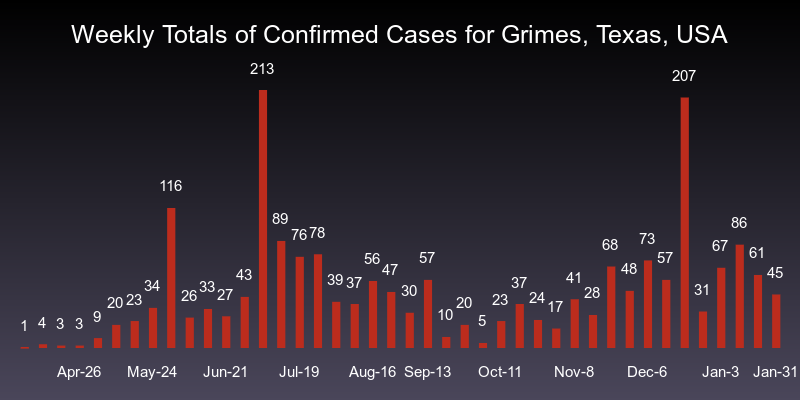 Weekly Totals of Confirmed Cases for Grimes, Texas, USA
1 4 3 3 9 20 23 34 116 26 33 27 43 213 89 76 78 39 37 56 47 30 57 10 20 5 23 37 24 17 41 28 68 48 73 57 207 31 67 86 61 45
Apr-26 May-24 Jun-21 Jul-19 Aug-16 Sep-13 Oct-11 Nov-8 Dec-6 Jan-3 Jan-31